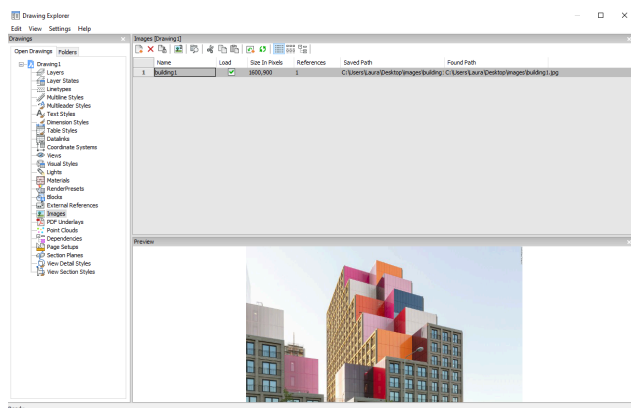 Drawing Explorer
Edit View Settings Help
Drawings
Open Drawings Folders
Drawing1
Layers
Layer States
Linetypes
Multiline Styles
Multileader Styles
Text Styles
Dimension Styles
Table Styles
Datalinks
Coordinate Systems
Views
Visual Styles
Lights
Materials
RenderPresets
Blocks
External References
Images
PDF Underlays
Point Clouds
Dependencies
Page Setups
Section Planes
View Detail Styles
View Section Styles
Images [Drawing1]
Name Load Size In Pixels References Saved Path Found Path
1 building1 1600,900 1 C:\Users\Laura\Desktop\images\building: C:\Users\Laura\Desktop\images\building1.jpg
Preview